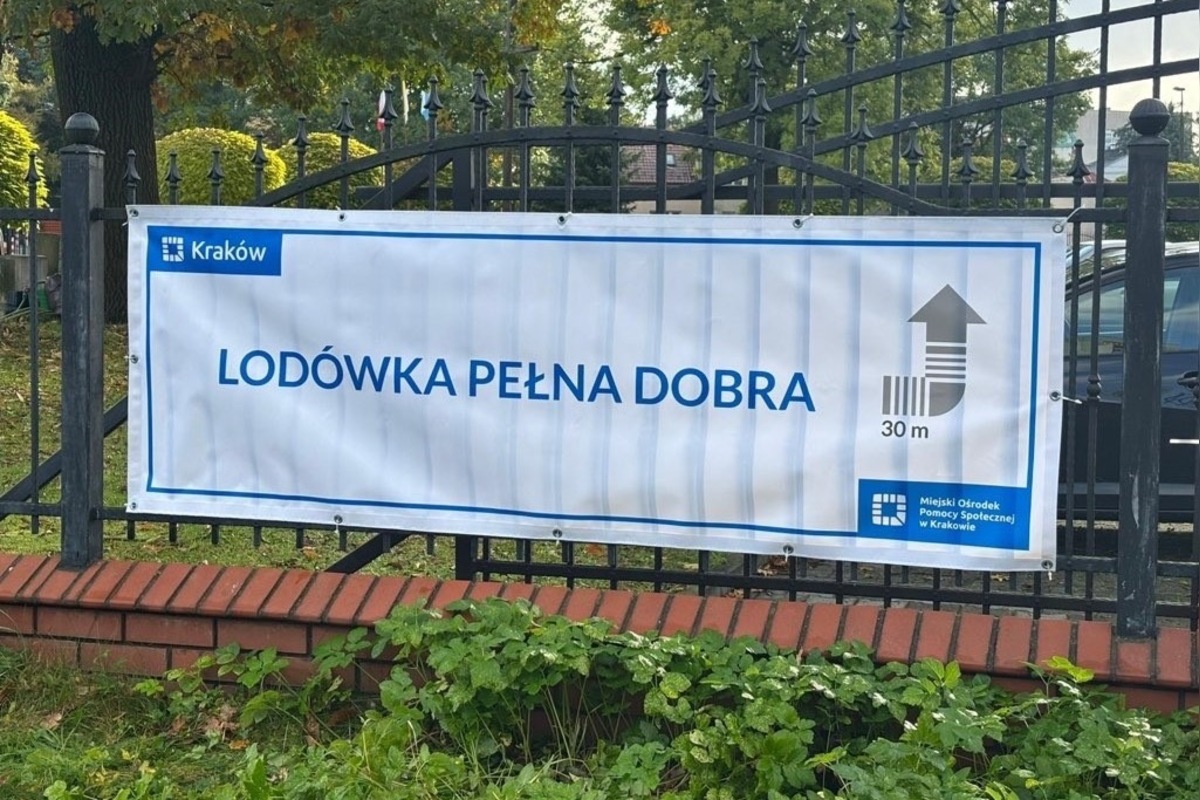 Kraków
LODÓWKA PEŁNA DOBRA
30 m
Miejski Ośrodek
Pomocy Społecznej
w Krakowie